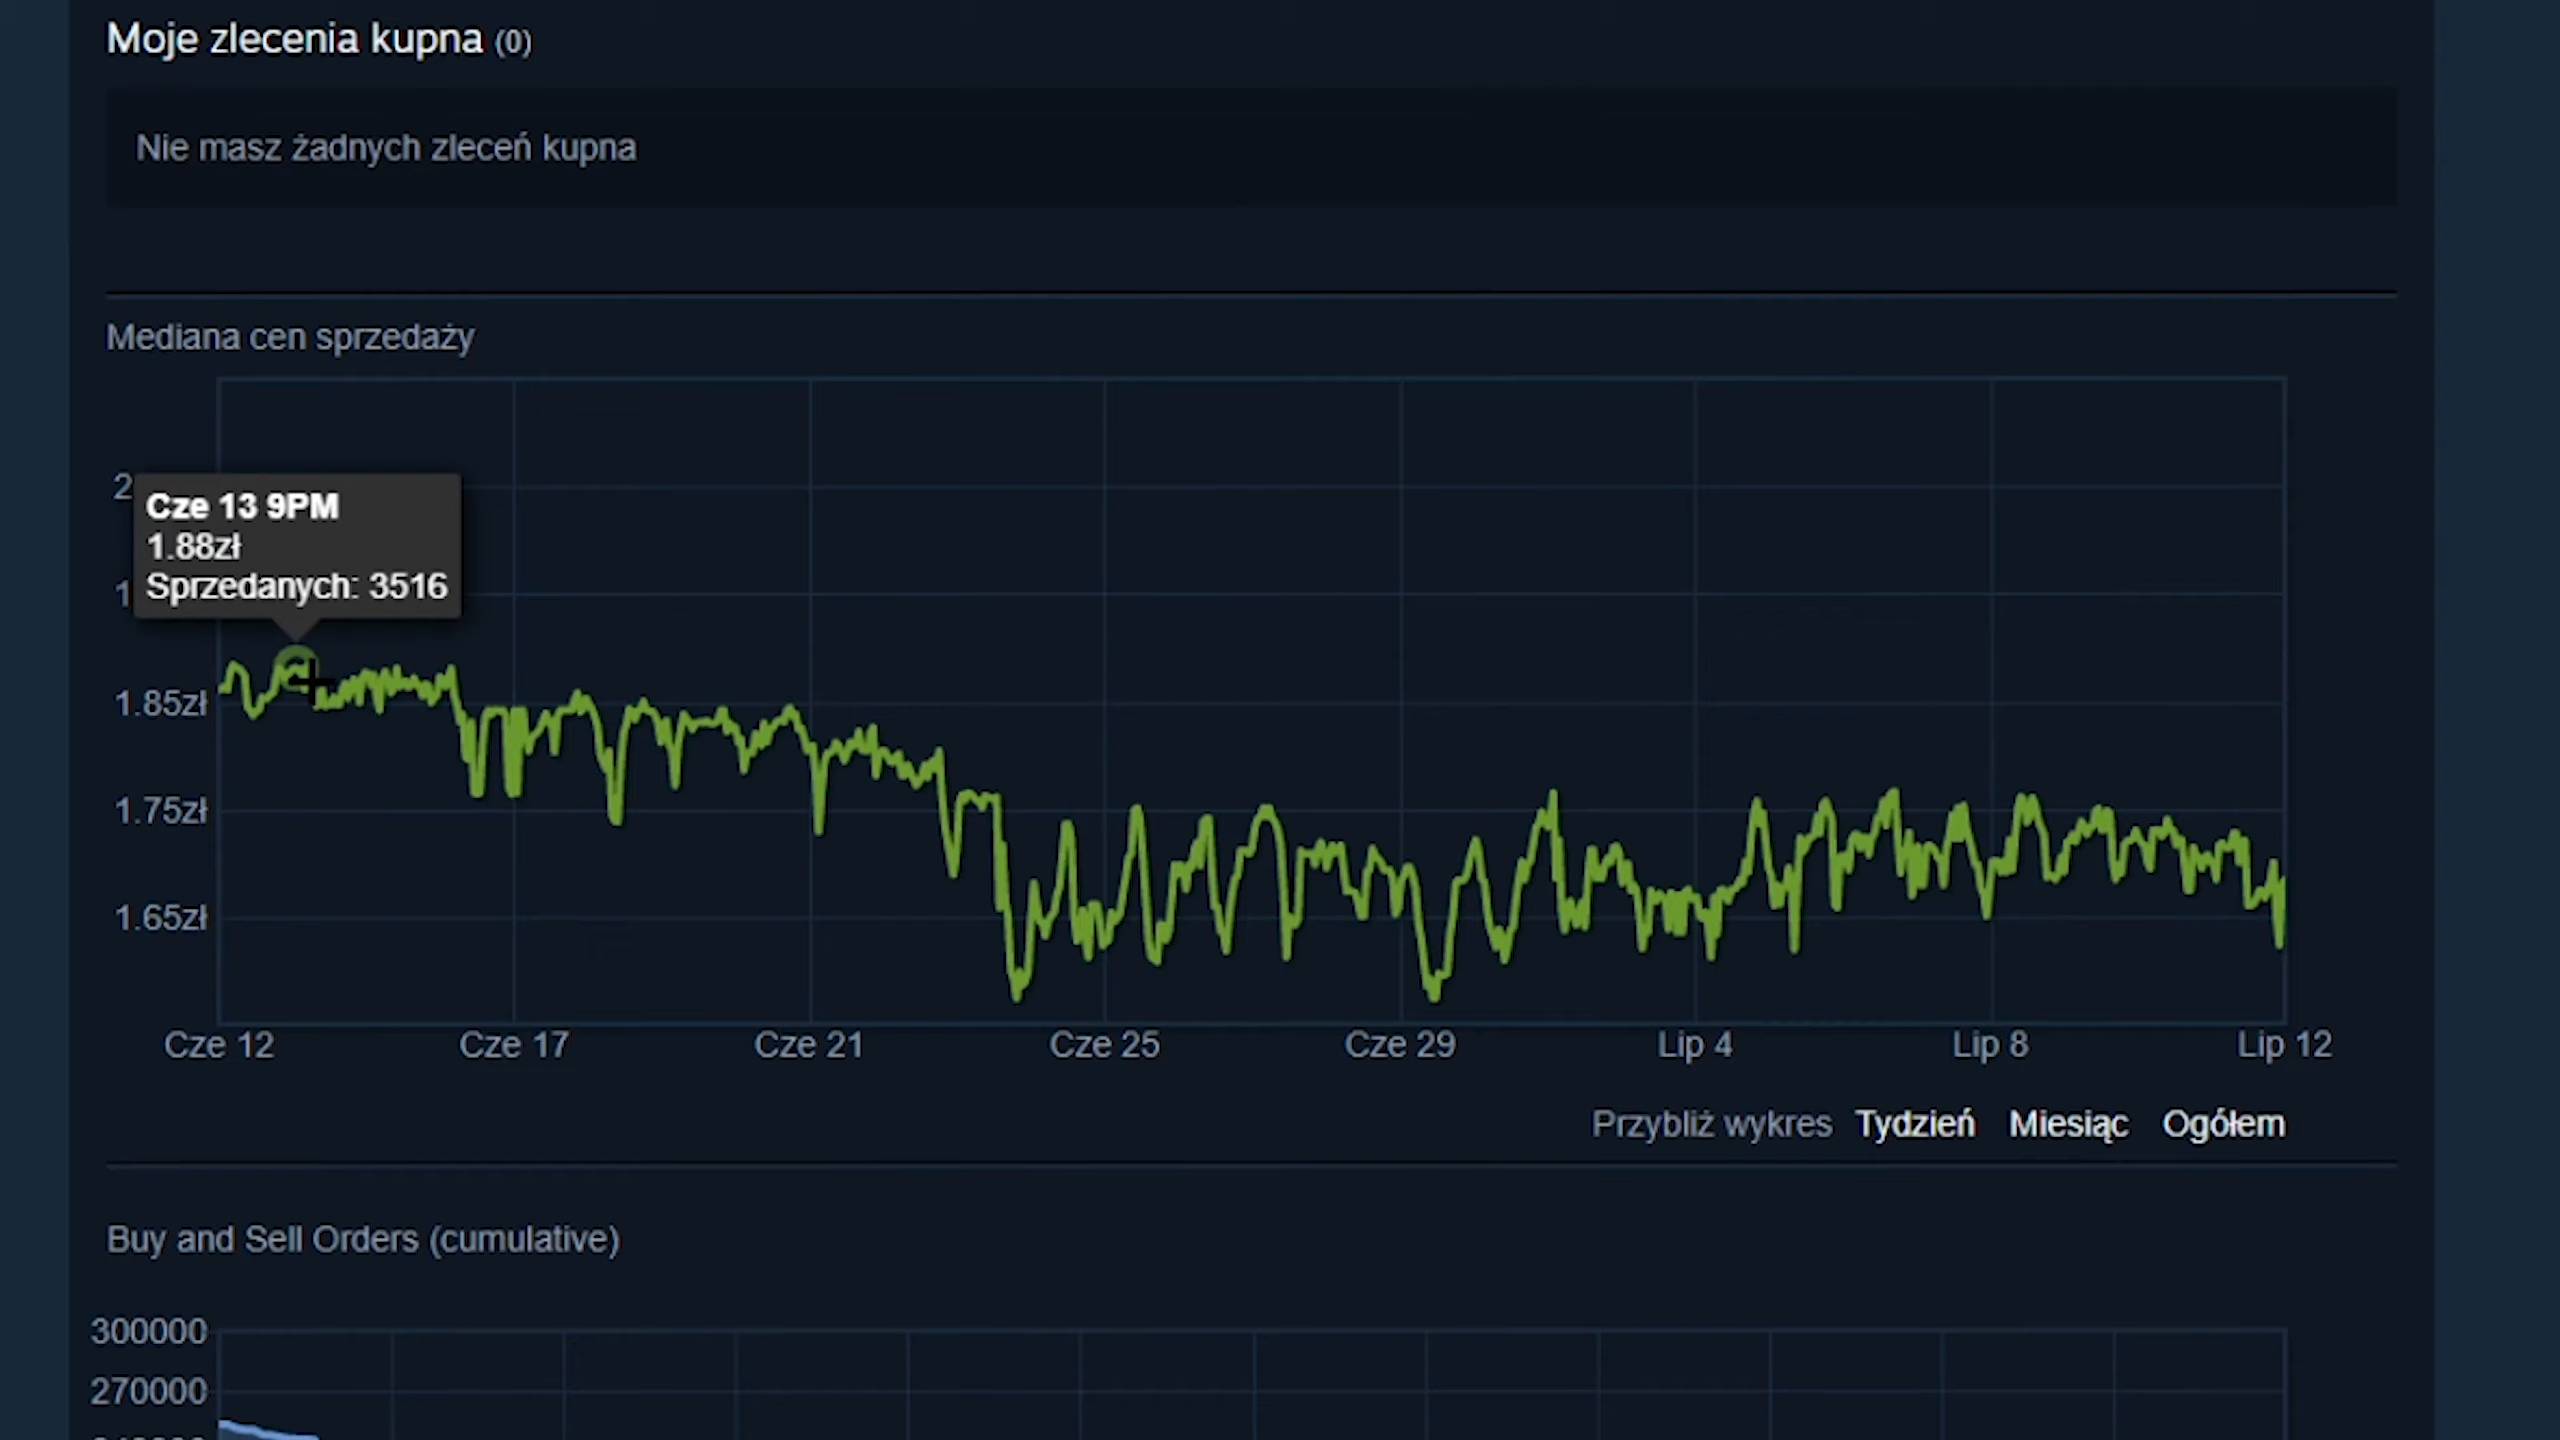 Moje zlecenia kupna (0)
Nie masz żadnych zleceń kupna
Mediana cen sprzedaży
Cze 13 9PM
1.88zł
Sprzedanych: 3516
1.85zł
1.75zł
1.65zł
Cze 12 Cze 17 Cze 21 Cze 25 Cze 29 Lip 4 Lip 8 Lip 12
Przybliż wykres Tydzień Miesiąc Ogółem
Buy and Sell Orders (cumulative)
300000
270000